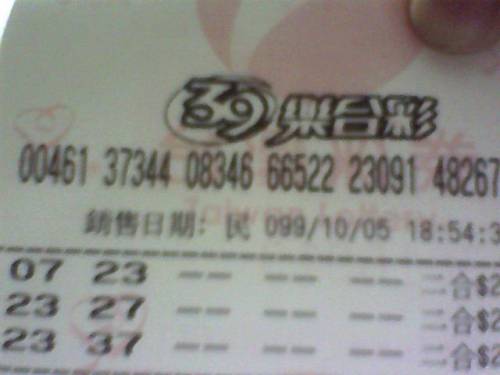 39樂合彩
00461 37344 08346 66522 23091 48267
銷售日期: 民 099/10/05 18:54:3
07 23 -- -- -- 二合$2
23 27 -- -- -- 二合$2
23 37 -- -- -- 二合$2